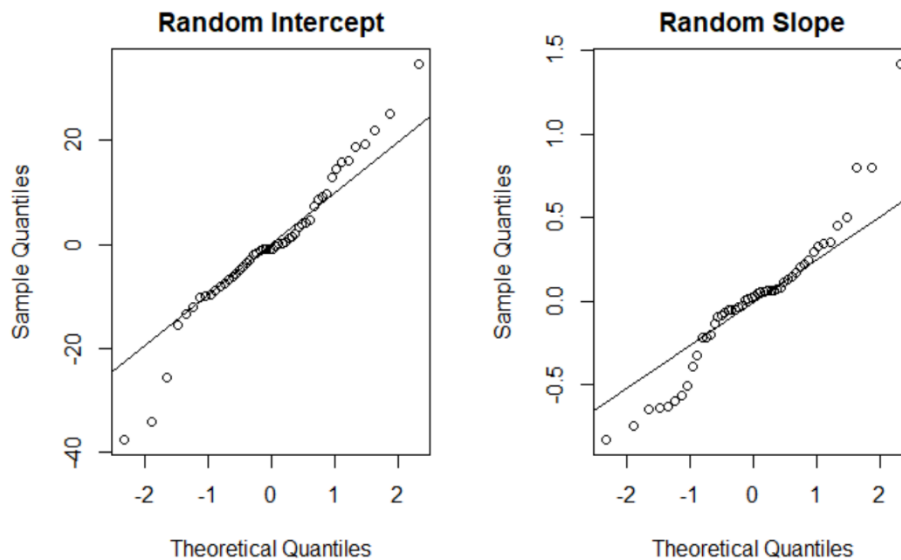 Random Intercept
Sample Quantiles
20
0
-20
-40
-2 -1 0 1 2
Theoretical Quantiles
Random Slope
Sample Quantiles
1.5
1.0
0.5
0.0
-0.5
-2 -1 0 1 2
Theoretical Quantiles